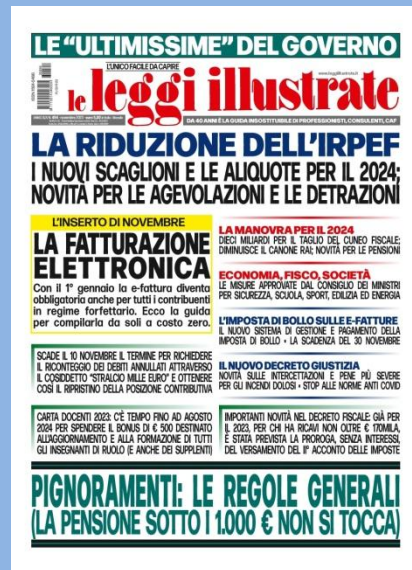 LE “ULTIMISSIME” DEL GOVERNO
L'UNICO FACILE DA CAPIRE
www.leggiillustrate.it
le leggi illustrate
DA 40 ANNI È LA GUIDA INSOSTITUIBILE DI PROFESSIONISTI, CONSULENTI, CAF
LA RIDUZIONE DELL'IRPEF
I NUOVI SCAGLIONI E LE ALIQUOTE PER IL 2024;
NOVITÀ PER LE AGEVOLAZIONI E LE DETRAZIONI
L'INSERTO DI NOVEMBRE
LA FATTURAZIONE
ELETTRONICA
Con il 1° gennaio la e-fattura diventa
obbligatoria anche per tutti i contribuenti
in regime forfettario. Ecco la guida
per compilarla da soli a costo zero.
LA MANOVRA PER IL 2024
DIECI MILIARDI PER IL TAGLIO DEL CUNEO FISCALE;
DIMINUISCE IL CANONE RAI; NOVITÀ PER LE PENSIONI
ECONOMIA, FISCO, SOCIETÀ
LE MISURE APPROVATE DAL CONSIGLIO DEI MINISTRI
PER SICUREZZA, SCUOLA, SPORT, EDILIZIA ED ENERGIA
L'IMPOSTA DI BOLLO SULLE E-FATTURE
IL NUOVO SISTEMA DI GESTIONE E PAGAMENTO DELLA
IMPOSTA DI BOLLO • LA SCADENZA DEL 30 NOVEMBRE
IL NUOVO DECRETO GIUSTIZIA
NOVITÀ SULLE INTERCETTAZIONI E PENE PIÙ SEVERE
PER GLI INCENDI DOLOSI • STOP ALLE NORME ANTI COVID
SCADE IL 10 NOVEMBRE IL TERMINE PER RICHIEDERE
IL RICONTEGGIO DEI DEBITI ANNULLATI ATTRAVERSO
IL COSIDDETTO “STRALCIO MILLE EURO” E OTTENERE
COSÌ IL RIPRISTINO DELLA POSIZIONE CONTRIBUTIVA
CARTA DOCENTI 2023: C'È TEMPO FINO AD AGOSTO
2024 PER SPENDERE IL BONUS DI € 500 DESTINATO
ALL'AGGIORNAMENTO E ALLA FORMAZIONE DI TUTTI
GLI INSEGNANTI DI RUOLO (E ANCHE DEI SUPPLENTI)
IMPORTANTI NOVITÀ NEL DECRETO FISCALE: GIÀ PER
IL 2023, PER CHI HA RICAVI NON OLTRE € 170MILA,
È STATA PREVISTA LA PROROGA, SENZA INTERESSI,
DEL VERSAMENTO DEL II° ACCONTO DELLE IMPOSTE
PIGNORAMENTI: LE REGOLE GENERALI
(LA PENSIONE SOTTO I 1.000 € NON SI TOCCA)